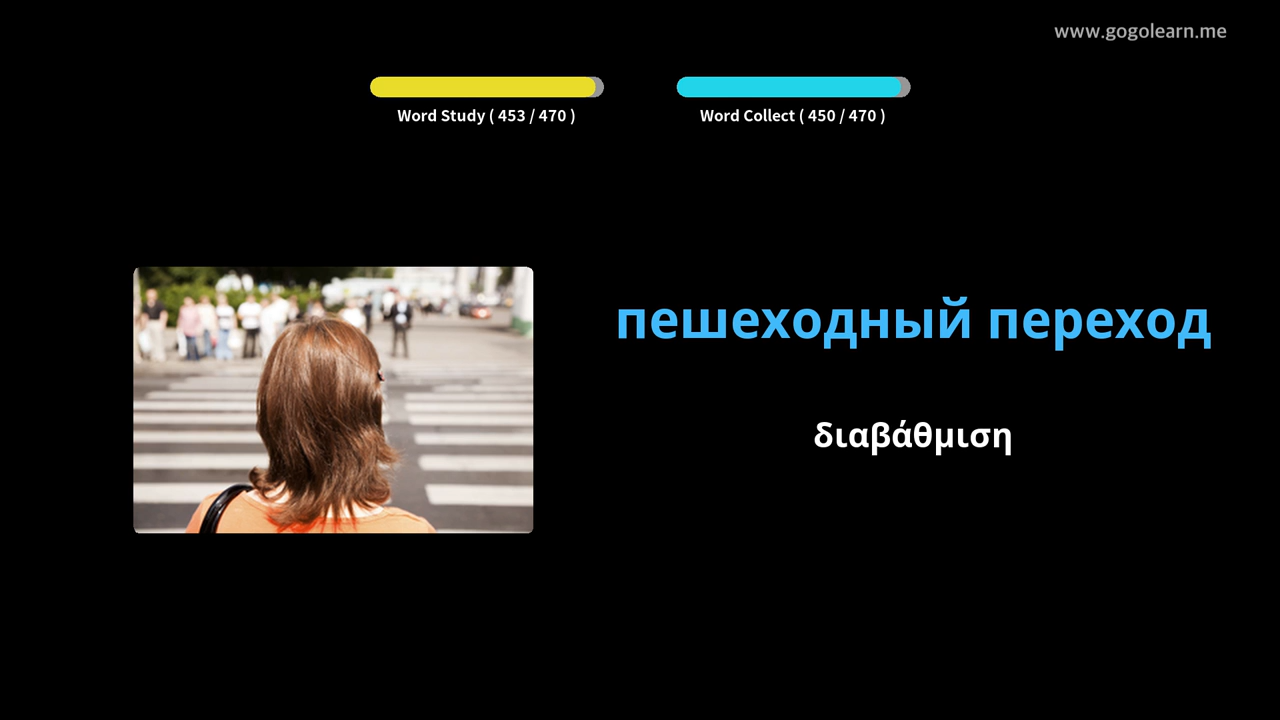 www.gogolearn.me
Word Study ( 453 / 470 )
Word Collect ( 450 / 470 )
пешеходный переход
διαβάθμιση